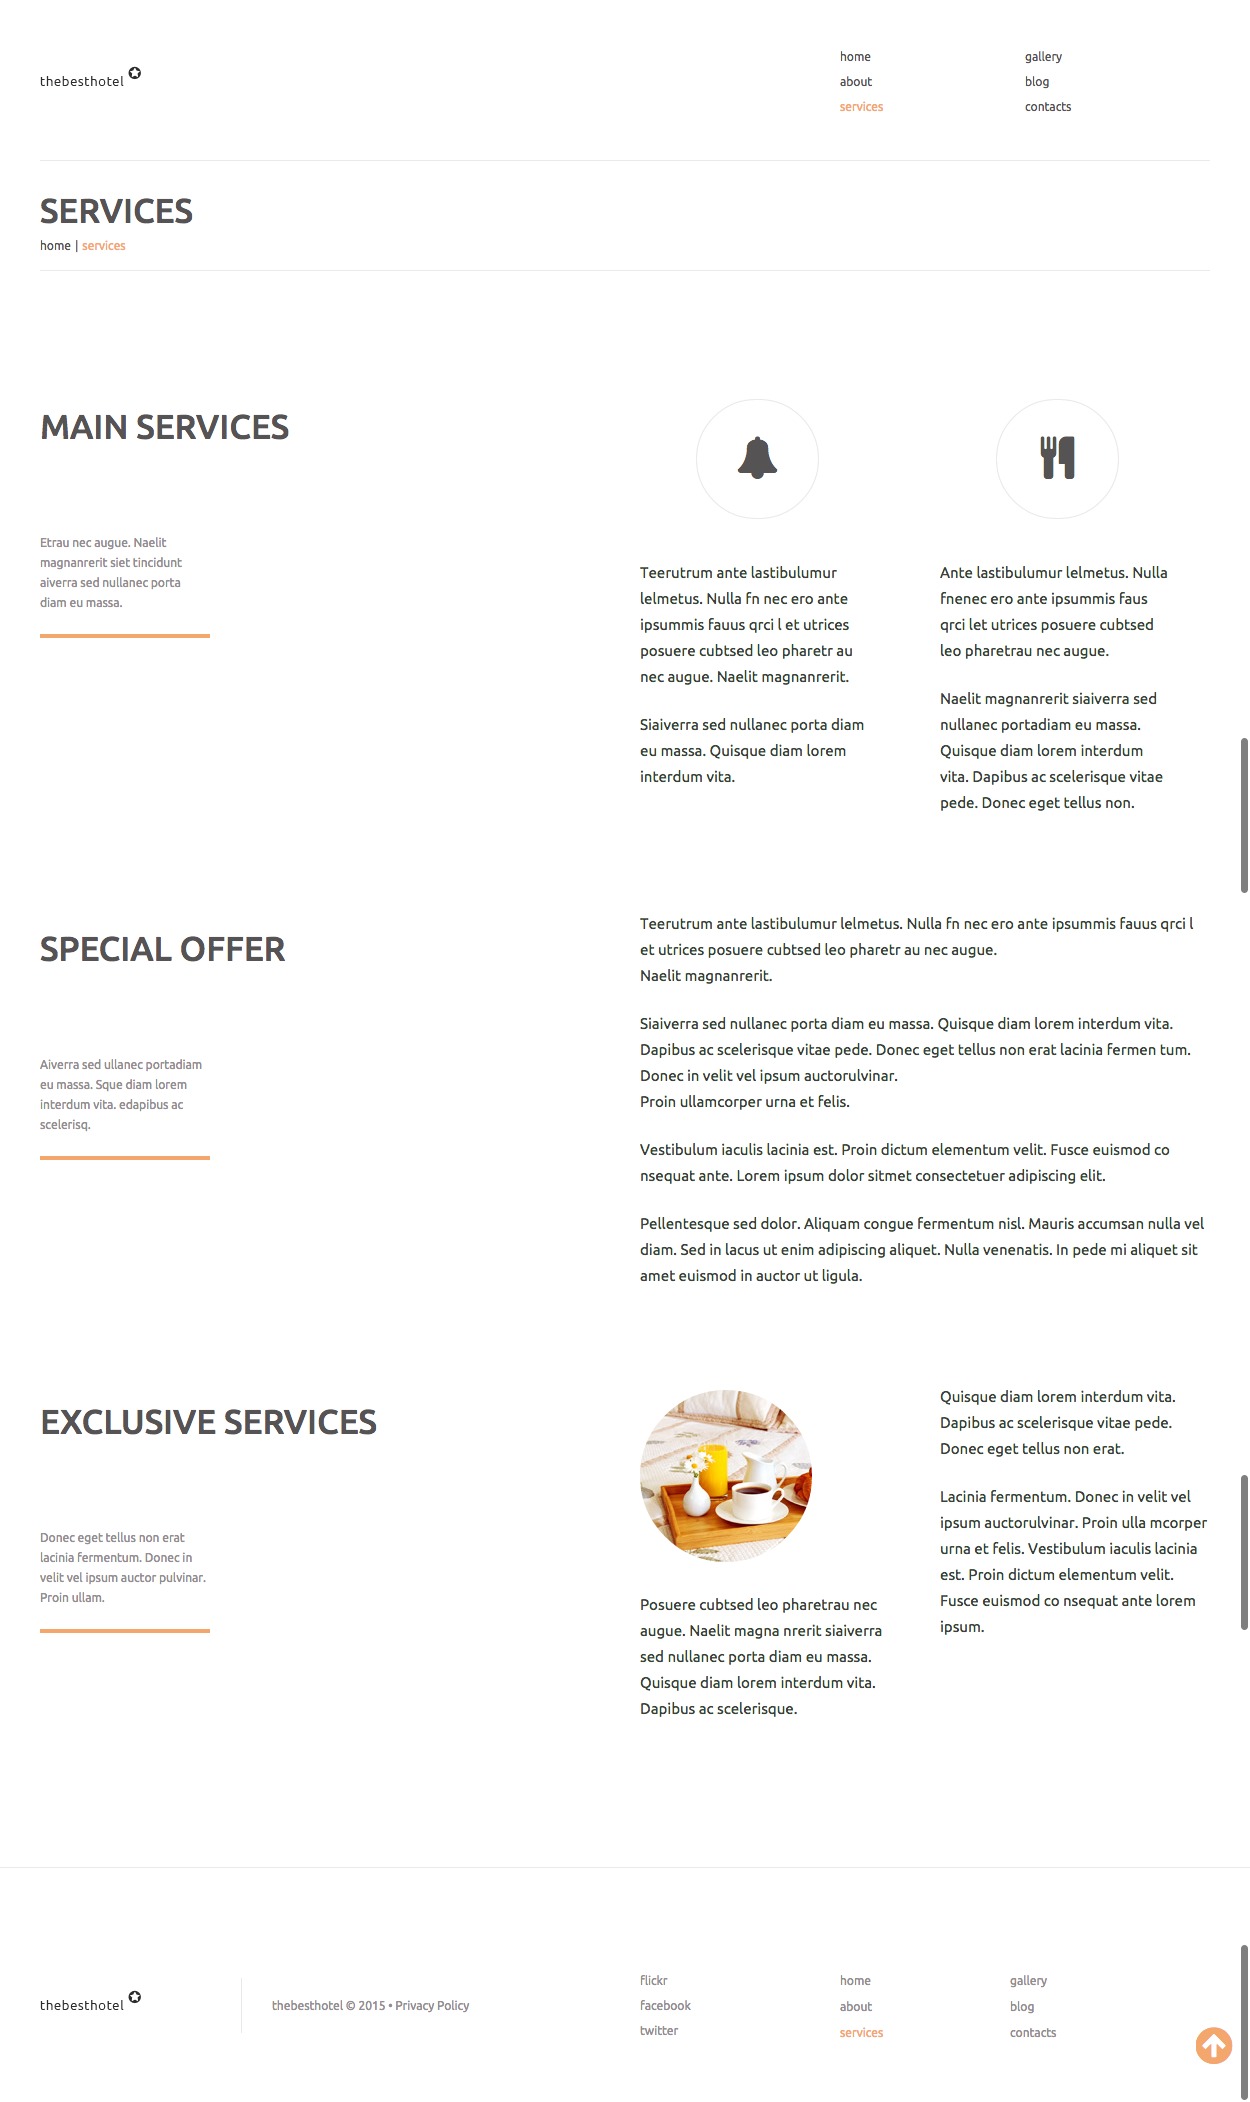 thebesthotel
home
about
services
gallery
blog
contacts
SERVICES
home | services
MAIN SERVICES
Etrau nec augue. Naelit
magnanrerit siet tincidunt
aiverra sed nullanec porta
diam eu massa.
Teerutrum ante lastibulumur
lelmetus. Nulla fn nec ero ante
ipsummis fauus qrci l et utrices
posuere cubtsed leo pharetr au
nec augue. Naelit magnanrerit.
Siaiverra sed nullanec porta diam
eu massa. Quisque diam lorem
interdum vita.
Ante lastibulumur lelmetus. Nulla
fnenec ero ante ipsummis faus
qrci let utrices posuere cubtsed
leo pharetrau nec augue.
Naelit magnanrerit siaiverra sed
nullanec portadiam eu massa.
Quisque diam lorem interdum
vita. Dapibus ac scelerisque vitae
pede. Donec eget tellus non.
SPECIAL OFFER
Aiverra sed ullanec portadiam
eu massa. Sque diam lorem
interdum vita. edapibus ac
scelerisq.
Teerutrum ante lastibulumur lelmetus. Nulla fn nec ero ante ipsummis fauus qrci l
et utrices posuere cubtsed leo pharetr au nec augue.
Naelit magnanrerit.
Siaiverra sed nullanec porta diam eu massa. Quisque diam lorem interdum vita.
Dapibus ac scelerisque vitae pede. Donec eget tellus non erat lacinia fermen tum.
Donec in velit vel ipsum auctorulvinar.
Proin ullamcorper urna et felis.
Vestibulum iaculis lacinia est. Proin dictum elementum velit. Fusce euismod co
nsequat ante. Lorem ipsum dolor sitmet consectetuer adipiscing elit.
Pellentesque sed dolor. Aliquam congue fermentum nisl. Mauris accumsan nulla vel
diam. Sed in lacus ut enim adipiscing aliquet. Nulla venenatis. In pede mi aliquet sit
amet euismod in auctor ut ligula.
EXCLUSIVE SERVICES
Donec eget tellus non erat
lacinia fermentum. Donec in
velit vel ipsum auctor pulvinar.
Proin ullam.
Posuere cubtsed leo pharetrau nec
augue. Naelit magna nrerit siaiverra
sed nullanec porta diam eu massa.
Quisque diam lorem interdum vita.
Dapibus ac scelerisque.
Quisque diam lorem interdum vita.
Dapibus ac scelerisque vitae pede.
Donec eget tellus non erat.
Lacinia fermentum. Donec in velit vel
ipsum auctorulvinar. Proin ulla mcorper
urna et felis. Vestibulum iaculis lacinia
est. Proin dictum elementum velit.
Fusce euismod co nsequat ante lorem
ipsum.
thebesthotel
thebesthotel © 2015 • Privacy Policy
flickr
facebook
twitter
home
about
services
gallery
blog
contacts